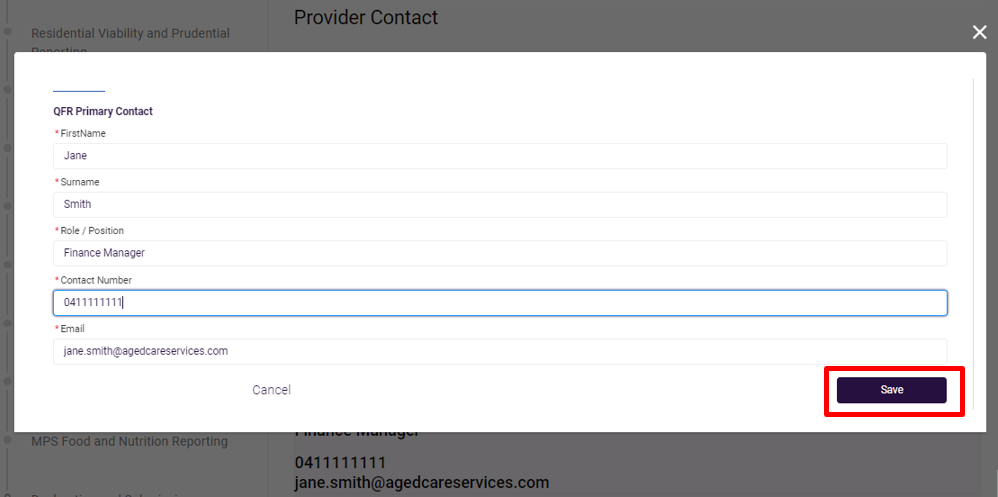 Provider Contact
Residential Viability and Prudential
Reporting
QFR Primary Contact
* FirstName
Jane
* Surname
Smith
* Role / Position
Finance Manager
* Contact Number
0411111111
* Email
jane.smith@agedcareservices.com
Cancel
Save
Finance Manager
MPS Food and Nutrition Reporting
0411111111
jane.smith@agedcareservices.com